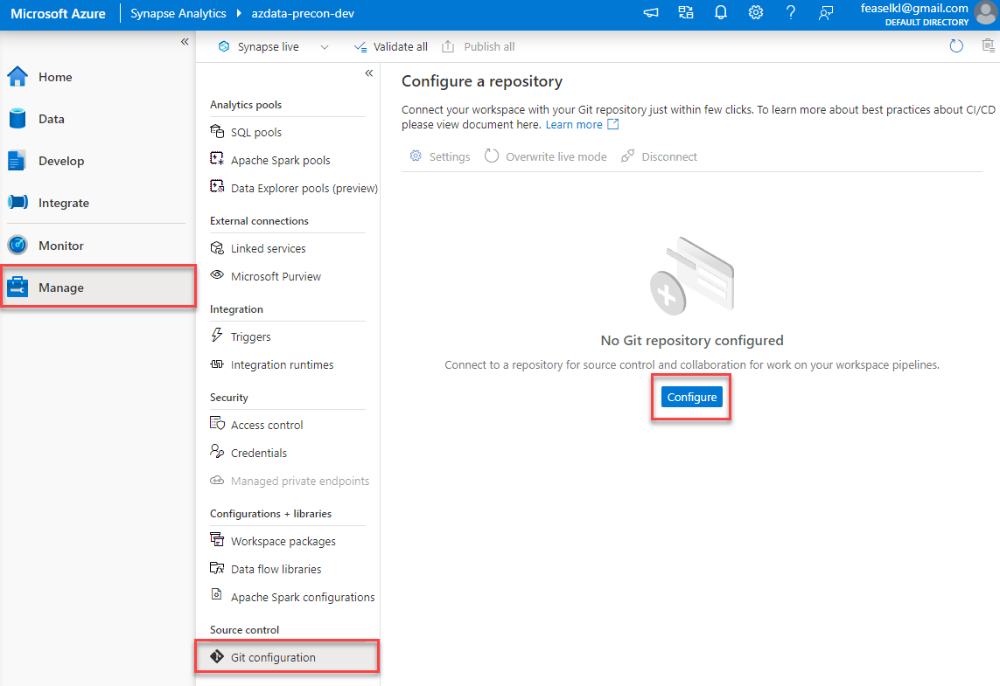 Microsoft Azure
Synapse Analytics
azdata-precon-dev
feaselkl@gmail.com
DEFAULT DIRECTORY
Home
Data
Develop
Integrate
Monitor
Manage
Synapse live
Validate all
Publish all
Analytics pools
SQL pools
Apache Spark pools
Data Explorer pools (preview)
External connections
Linked services
Microsoft Purview
Integration
Triggers
Integration runtimes
Security
Access control
Credentials
Managed private endpoints
Configurations + libraries
Workspace packages
Data flow libraries
Apache Spark configurations
Source control
Git configuration
Configure a repository
Connect your workspace with your Git repository just within few clicks. To learn more about best practices about CI/CD
please view document here. Learn more
Settings
Overwrite live mode
Disconnect
No Git repository configured
Connect to a repository for source control and collaboration for work on your workspace pipelines.
Configure